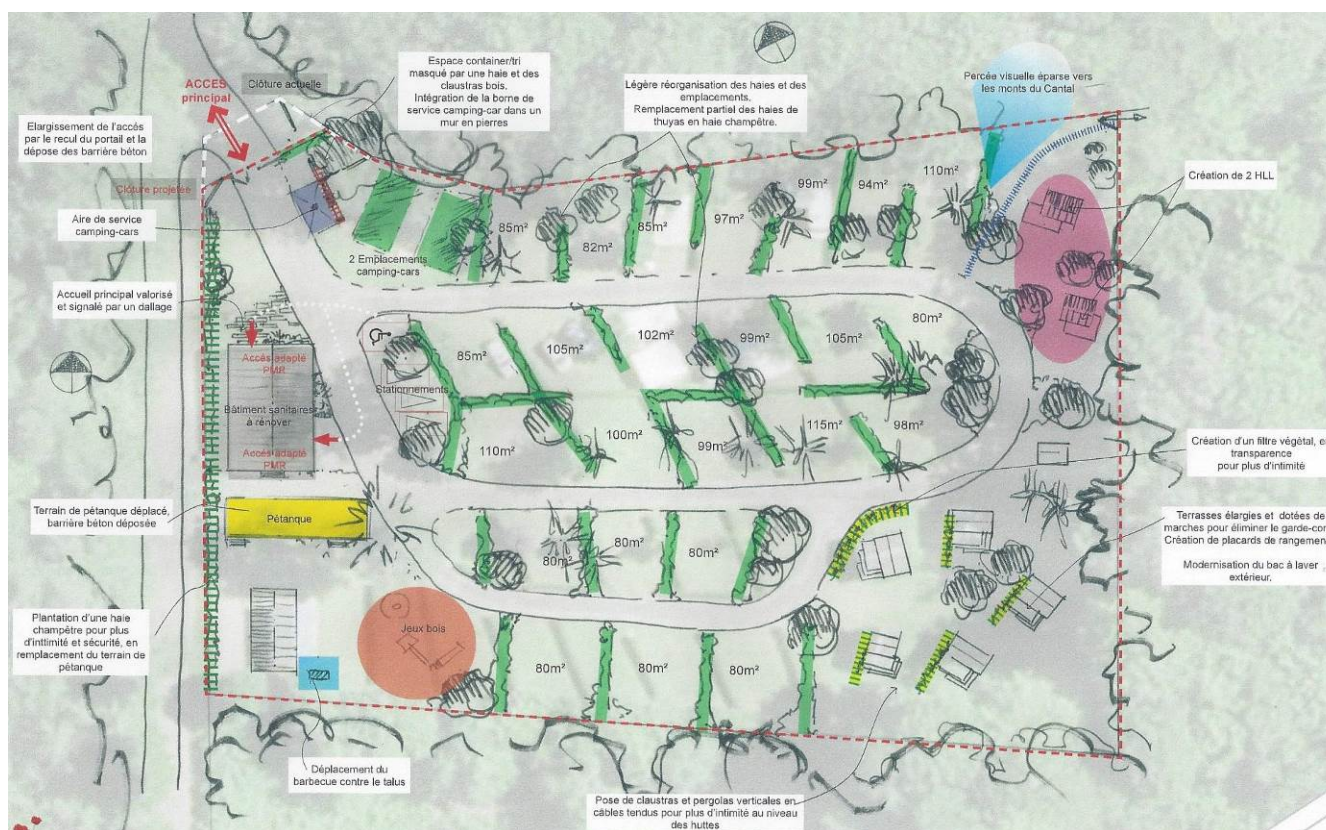 ACCES
principal
Clôture actuelle
Espace container/tri
masqué par une haie et des
claustras bois.
Intégration de la borne de
service camping-car dans un
mur en pierres
Légère réorganisation des haies et des
emplacements.
Remplacement partiel des haies de
thuyas en haie champêtre.
Percée visuelle éparse vers
les monts du Cantal
Elargissement de l'accés
par le recul du portail et la
dépose des barrière béton
Clôture projetée
Création de 2 HLL
Aire de service
camping-cars
2 Emplacements
camping-cars
85m²
82m²
85m²
97m²
99m²
94m²
110m²
Accueil principal valorisé
et signalé par un dallage
Accés adapté
PMR
Bâtiment sanitaires
à rénover
Accés adapté
PMR
Stationnements
85m²
105m²
102m²
99m²
105m²
80m²
110m²
100m²
99m²
115m²
98m²
Création d'un filtre végétal, e
transparence
pour plus d'intimité
Terrain de pétanque déplacé,
barrière béton déposée
Pétanque
80m²
80m²
80m²
Terrasses élargies et dotées de
marches pour éliminer le garde-cor
Création de placards de rangemen
Modernisation du bac à laver
extérieur.
Plantation d'une haie
champêtre pour plus
d'inttimité et sécurité, en
remplacement du terrain de
pétanque
Jeux bois
80m²
80m²
80m²
Déplacement du
barbecue contre le talus
Pose de claustras et pergolas verticales en
câbles tendus pour plus d'intimité au niveau
des huttes